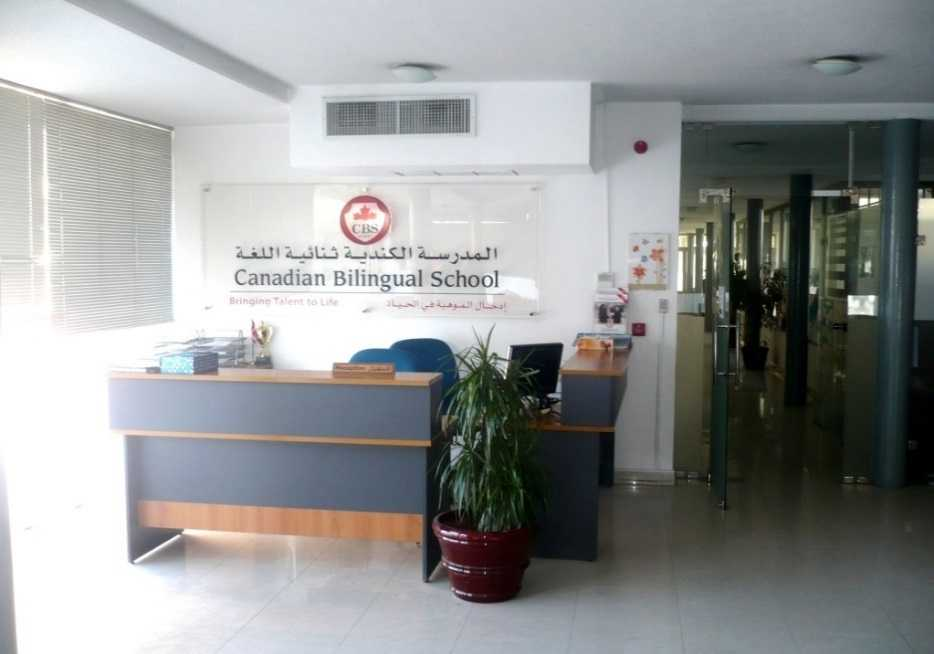 CBS
المدرسة الكندية ثنائية اللغة
Canadian Bilingual School
Bringing Talent to Life إدخال الموهبة في الحياة